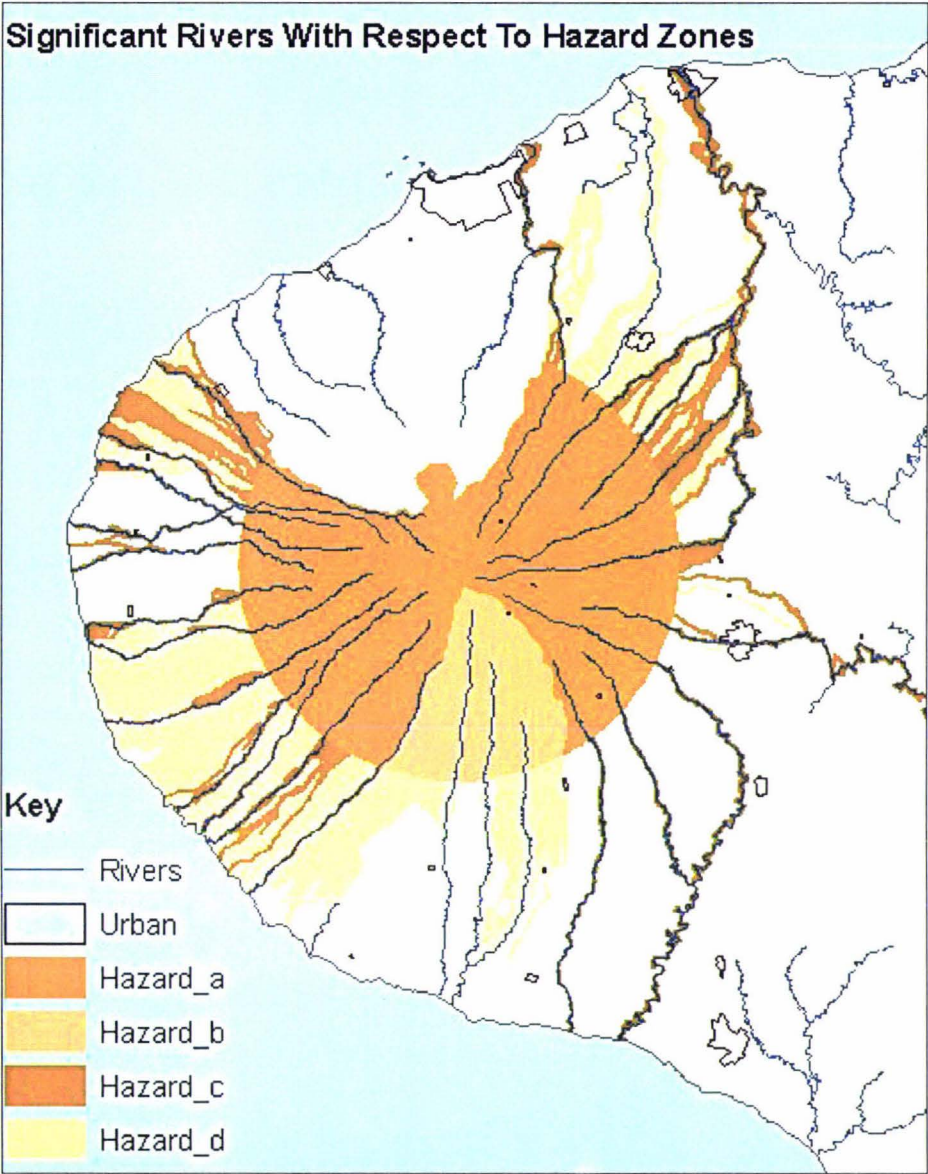 Significant Rivers With Respect To Hazard Zones
Key
Rivers
Urban
Hazard_a
Hazard_b
Hazard_c
Hazard_d